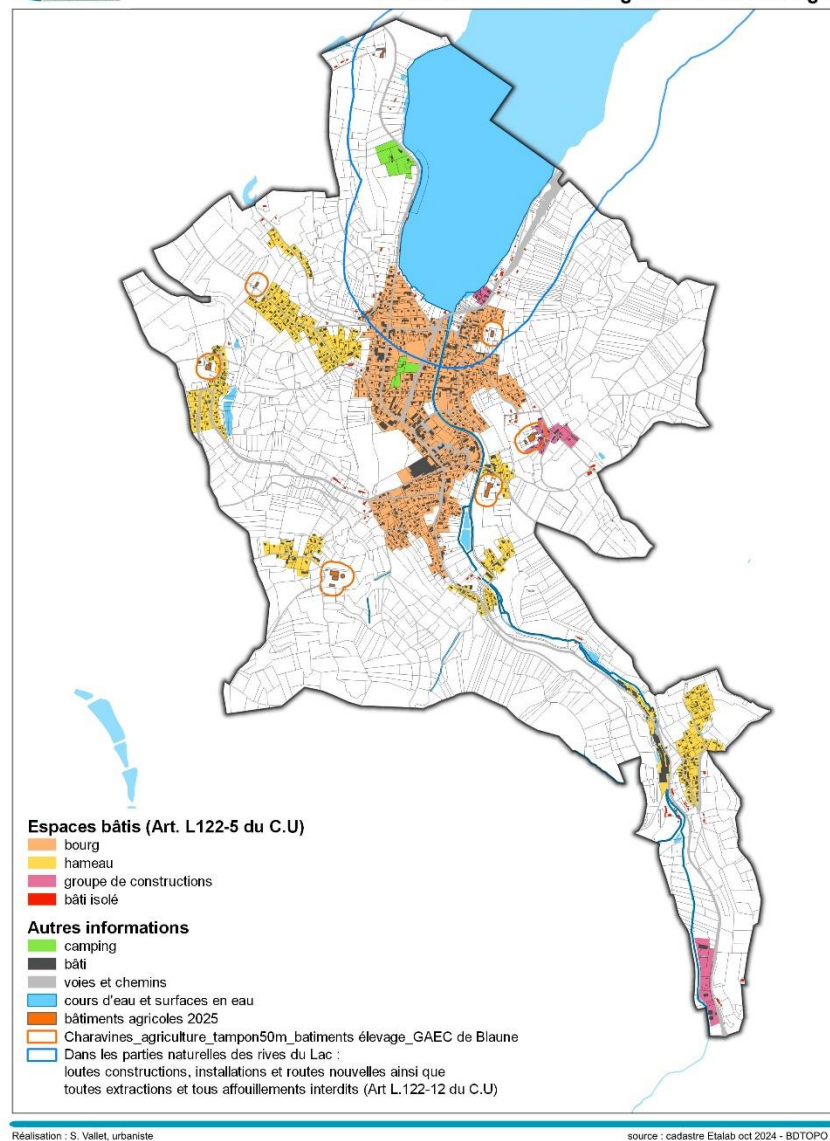 Espaces bâtis (Art. L122-5 du C.U)
bourg
hameau
groupe de constructions
bâti isolé
Autres informations
camping
bâti
voies et chemins
cours d'eau et surfaces en eau
bâtiments agricoles 2025
Charavines_agriculture_tampon50m_batiments élevage_GAEC de Blaune
Dans les parties naturelles des rives du Lac :
toutes constructions, installations et routes nouvelles ainsi que
toutes extractions et tous affouillements interdits (Art L.122-12 du C.U)
Réalisation : S. Vallet, urbaniste
source : cadastre Etalab oct 2024 - BDTOPO